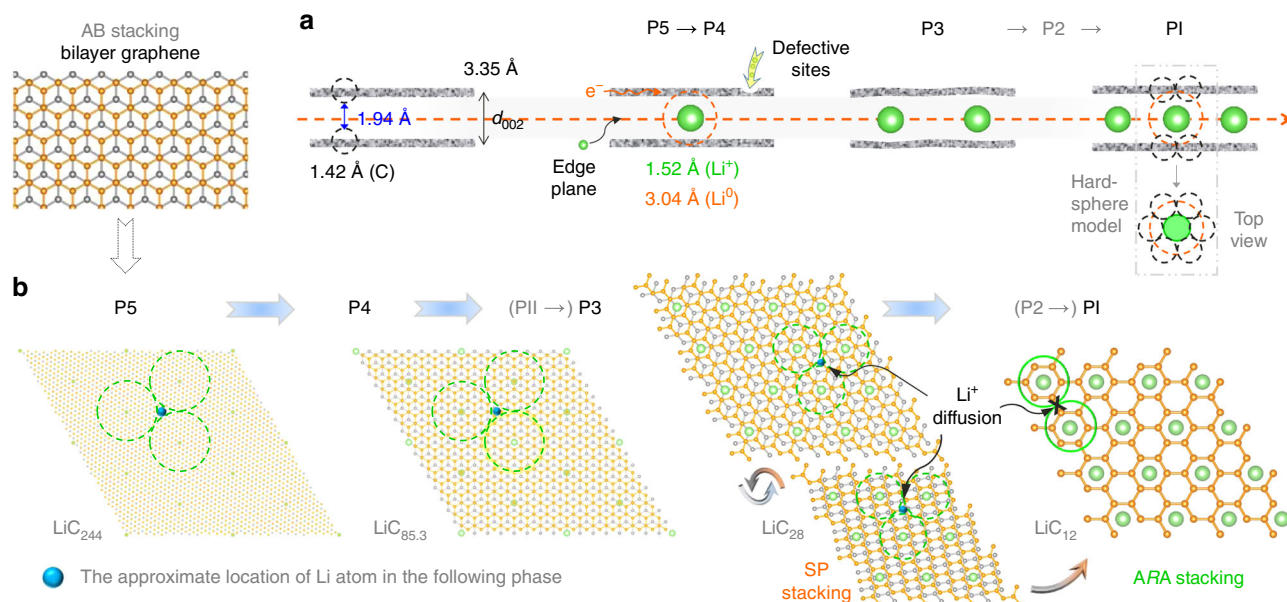 AB stacking
bilayer graphene
a
P5 → P4
P3
→ P2 →
PI
Defective
sites
3.35 Å
e⁻
1.94 Å
d₀₀₂
1.42 Å (C)
Edge
plane
1.52 Å (Li⁺)
3.04 Å (Li⁰)
Hard-
sphere
model
Top
view
b
P5
P4
(PII →) P3
(P2 →) PI
Li⁺
diffusion
LiC₂₄₄
LiC₈₅.₃
LiC₂₈
LiC₁₂
The approximate location of Li atom in the following phase
SP
stacking
ARA stacking